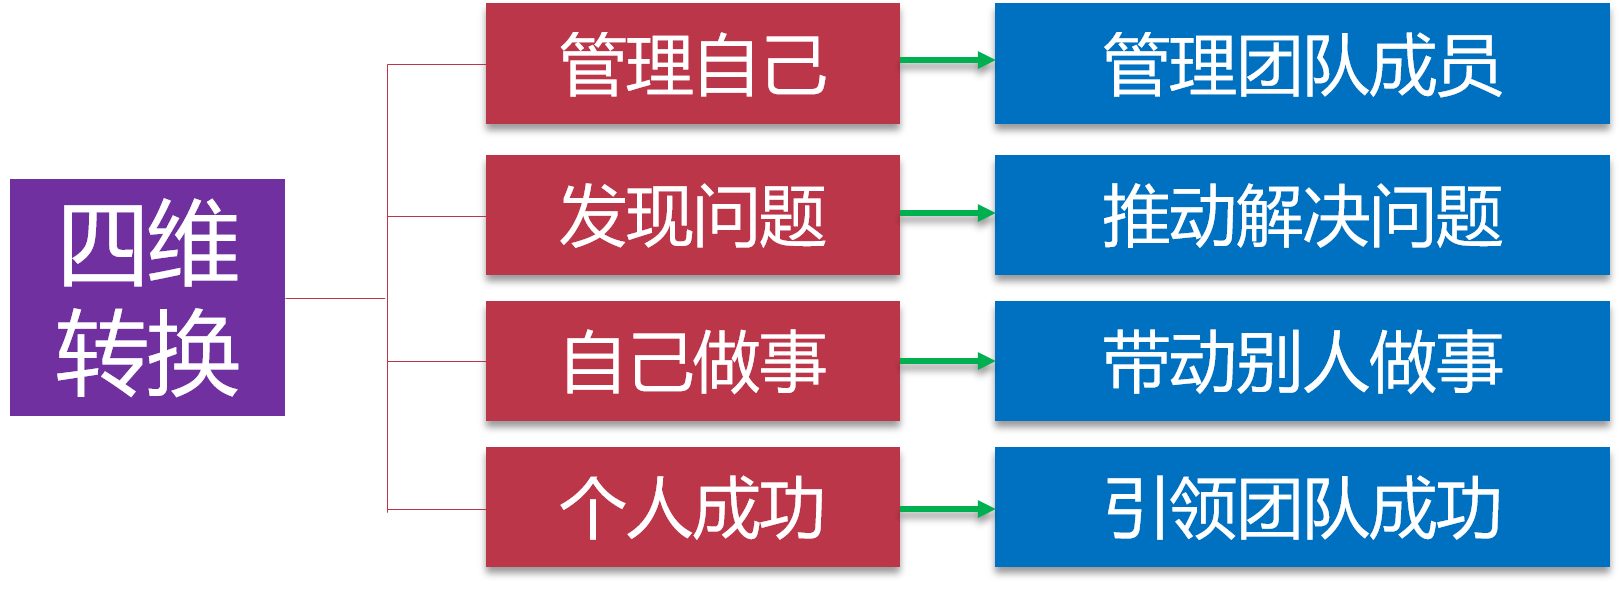 四维
转换
管理自己
管理团队成员
发现问题
推动解决问题
自己做事
带动别人做事
个人成功
引领团队成功